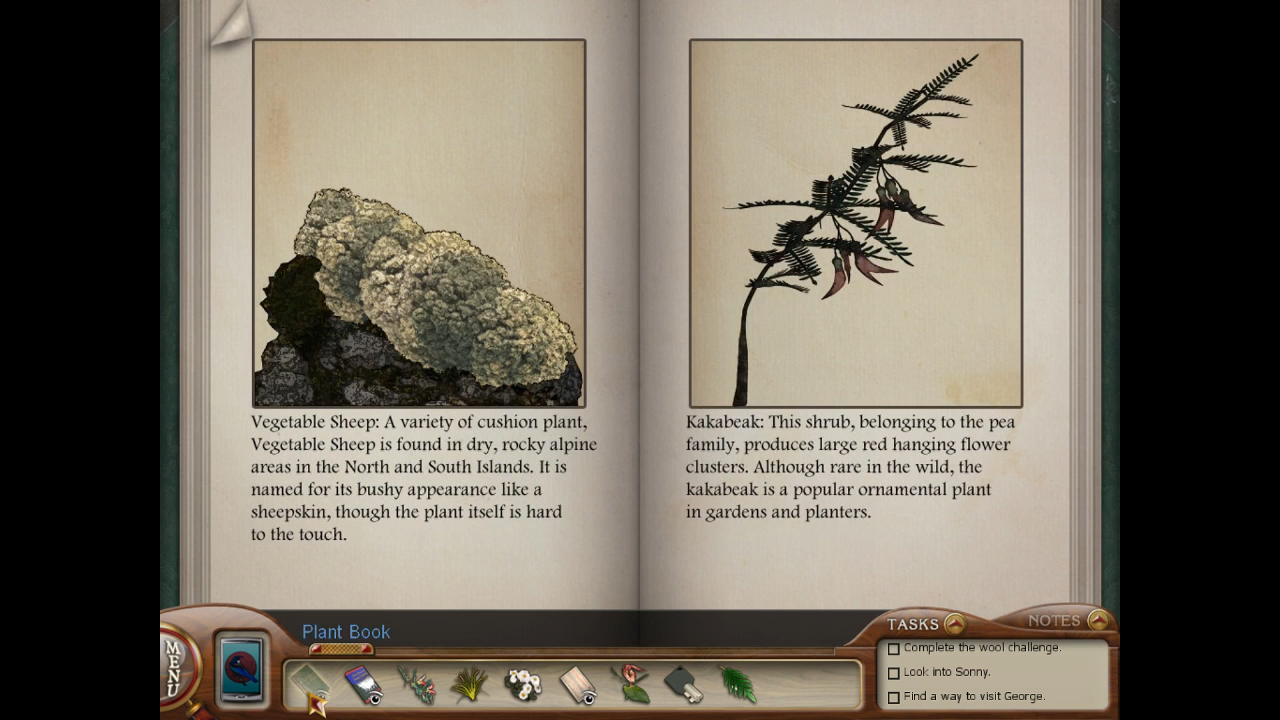 Vegetable Sheep: A variety of cushion plant,
Vegetable Sheep is found in dry, rocky alpine
areas in the North and South Islands. It is
named for its bushy appearance like a
sheepskin, though the plant itself is hard
to the touch.
Kakabeak: This shrub, belonging to the pea
family, produces large red hanging flower
clusters. Although rare in the wild, the
kakabeak is a popular ornamental plant
in gardens and planters.
Plant Book
MENU
TASKS
NOTES
Complete the wool challenge.
Look into Sonny.
Find a way to visit George.